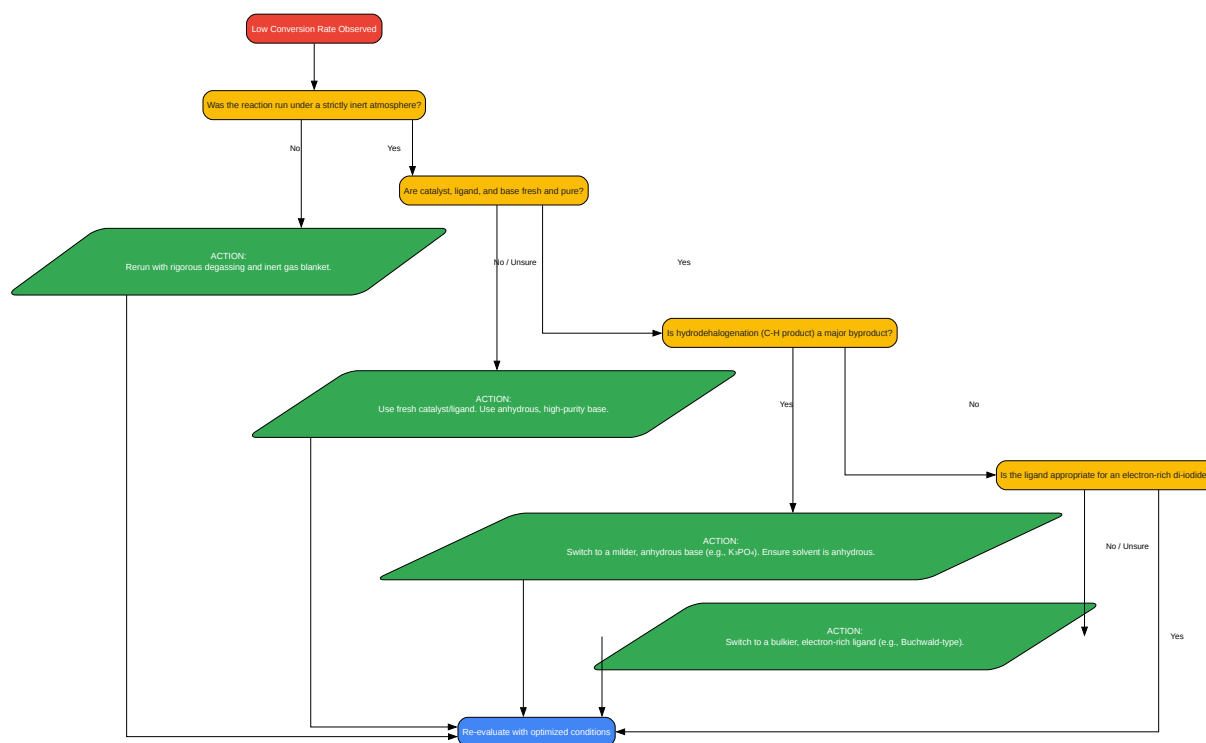 Low Conversion Rate Observed
Was the reaction run under a strictly inert atmosphere?
No
Yes
Are catalyst, ligand, and base fresh and pure?
ACTION:
Rerun with rigorous degassing and inert gas blanket.
No / Unsure
Yes
Is hydrodehalogenation (C-H product) a major byproduct?
ACTION:
Use fresh catalyst/ligand. Use anhydrous, high-purity base.
Yes
No
Is the ligand appropriate for an electron-rich di-iodide
ACTION:
Switch to a milder, anhydrous base (e.g., K₃PO₄). Ensure solvent is anhydrous.
No / Unsure
ACTION:
Switch to a bulkier, electron-rich ligand (e.g., Buchwald-type).
Yes
Re-evaluate with optimized conditions